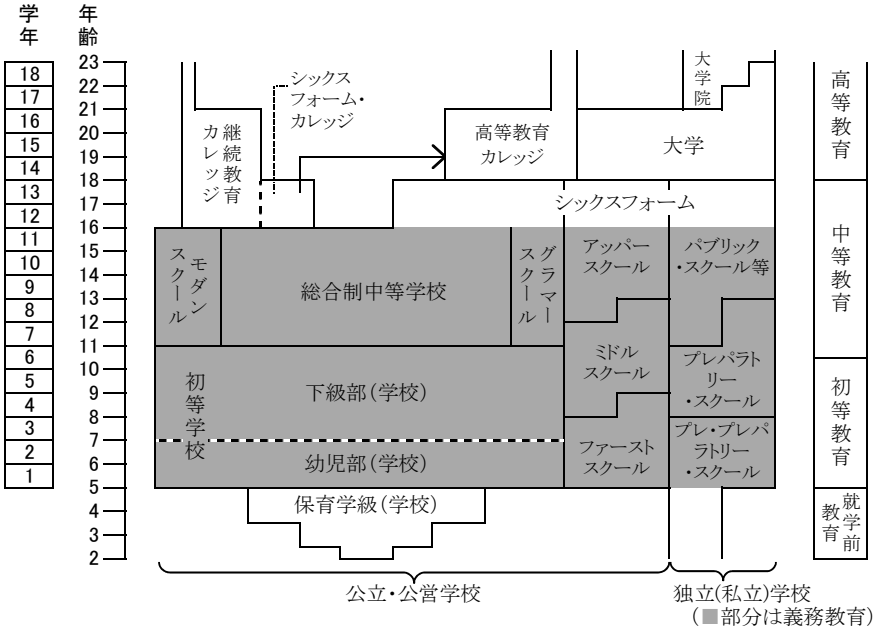 学年
年齢
18
17
16
15
14
13
12
11
10
9
8
7
6
5
4
3
2
1
23
22
21
20
19
18
17
16
15
14
13
12
11
10
9
8
7
6
5
4
3
2
シックス
フォーム・
カレッジ
継続教育
カレッジ
高等教育
カレッジ
大学院
大学
シックスフォーム
モダン
スクール
総合制中等学校
グラマー
スクール
アッパー
スクール
パブリック
・スクール等
初等学校
下級部(学校)
幼児部(学校)
ミドル
スクール
プレパラト
リー
・スクール
ファースト
スクール
プレ・プレパ
ラトリー
・スクール
保育学級(学校)
高等教育
中等教育
初等教育
就学前
教育
公立・公営学校
独立(私立)学校
(■部分は義務教育)